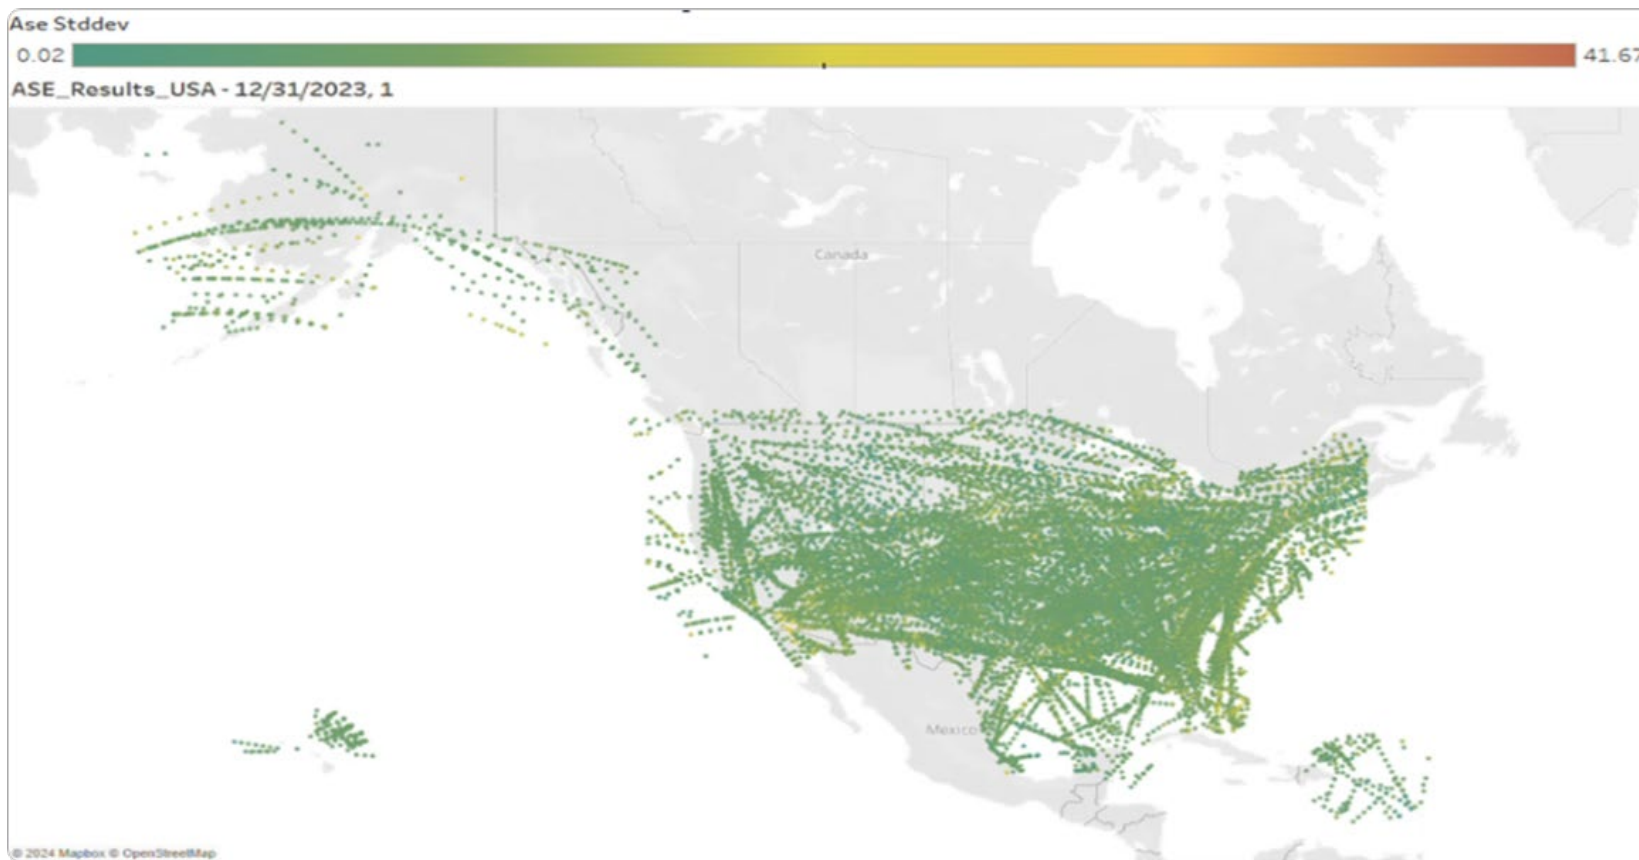 Ase Stddev
0.02 41.67
ASE_Results_USA - 12/31/2023, 1
Canada
Mexico
© 2024 Mapbox © OpenStreetMap